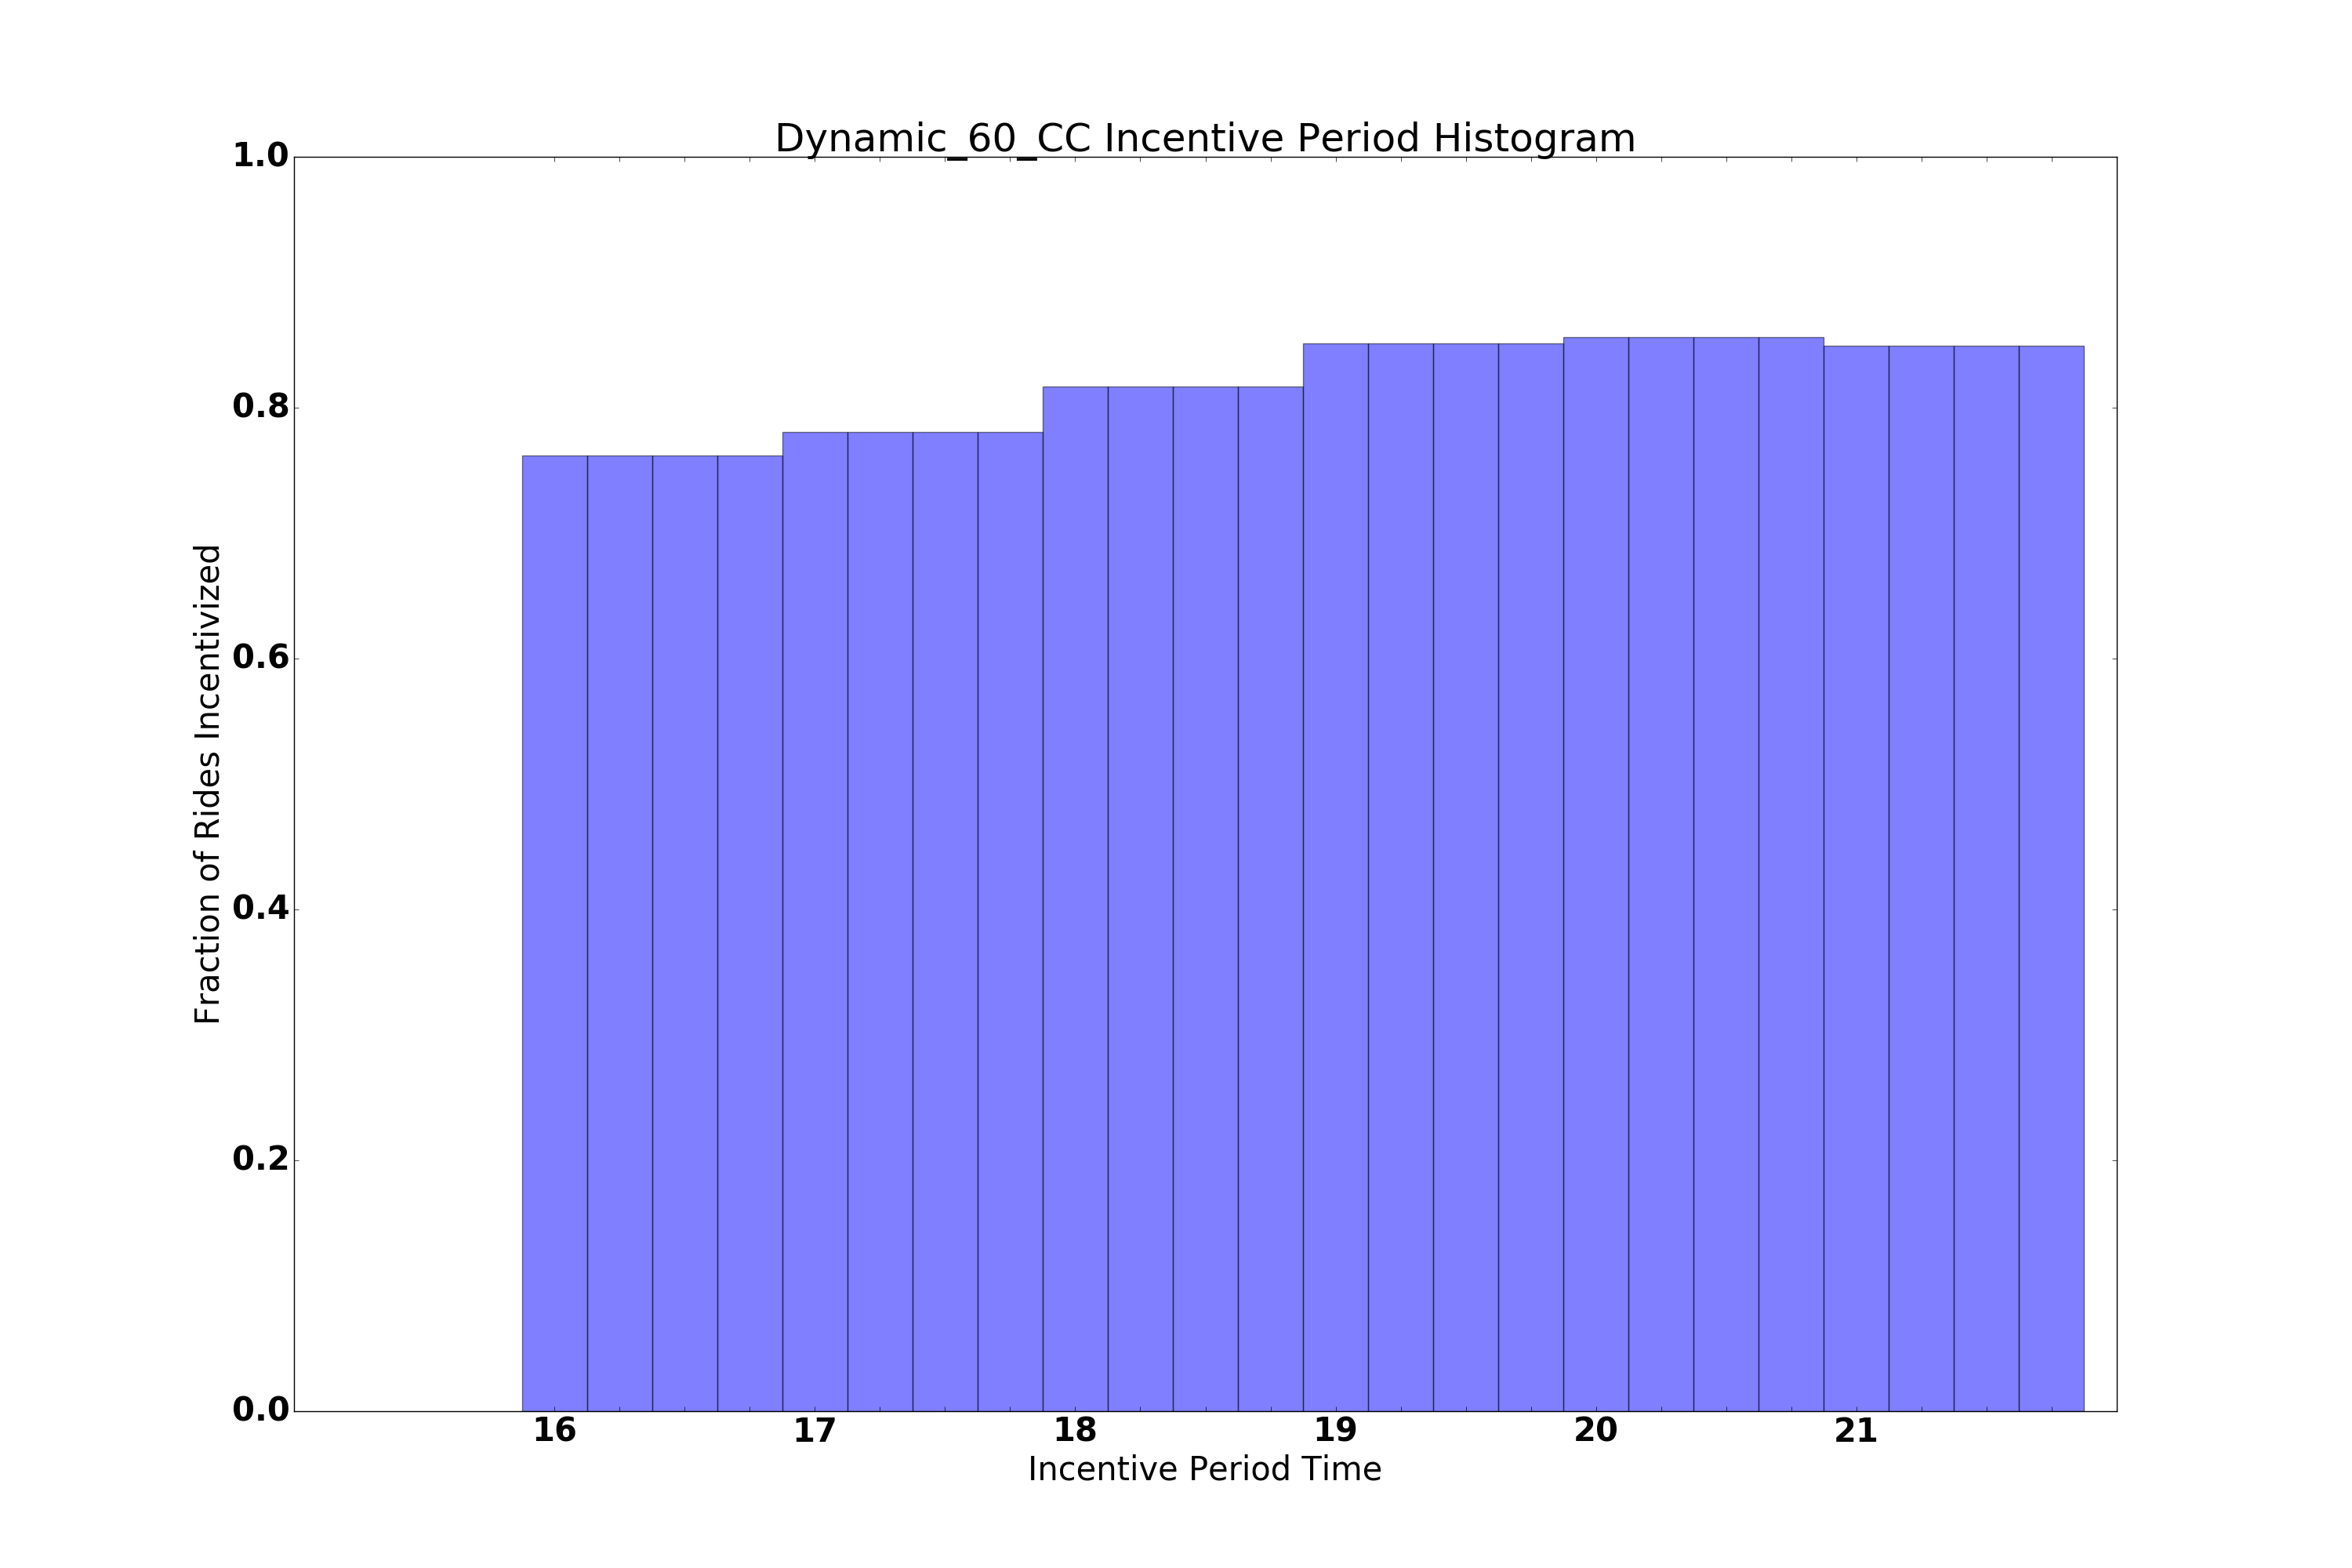 Dynamic_60_CC Incentive Period Histogram
1.0
0.8
0.6
0.4
0.2
0.0
Fraction of Rides Incentivized
16 17 18 19 20 21
Incentive Period Time